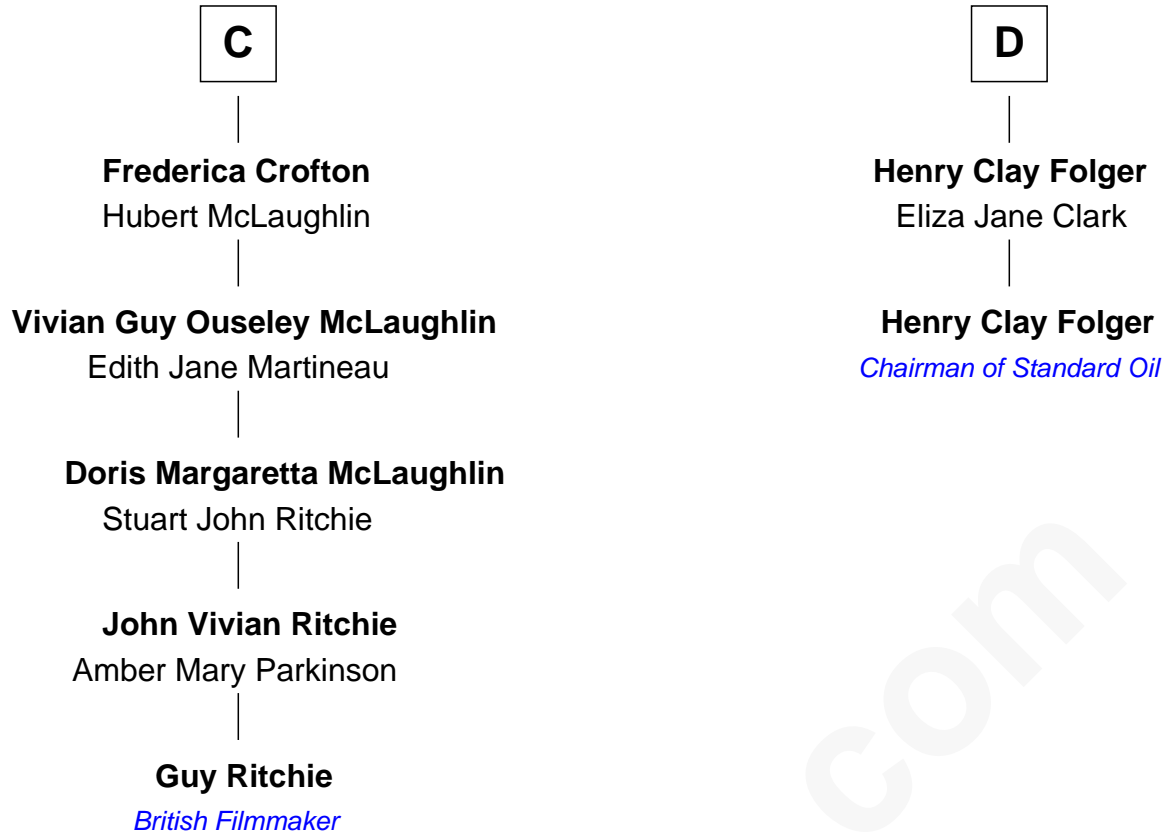 C
Frederica Crofton
Hubert McLaughlin
Vivian Guy Ouseley McLaughlin
Edith Jane Martineau
Doris Margaretta McLaughlin
Stuart John Ritchie
John Vivian Ritchie
Amber Mary Parkinson
Guy Ritchie
British Filmmaker
D
Henry Clay Folger
Eliza Jane Clark
Henry Clay Folger
Chairman of Standard Oil
com